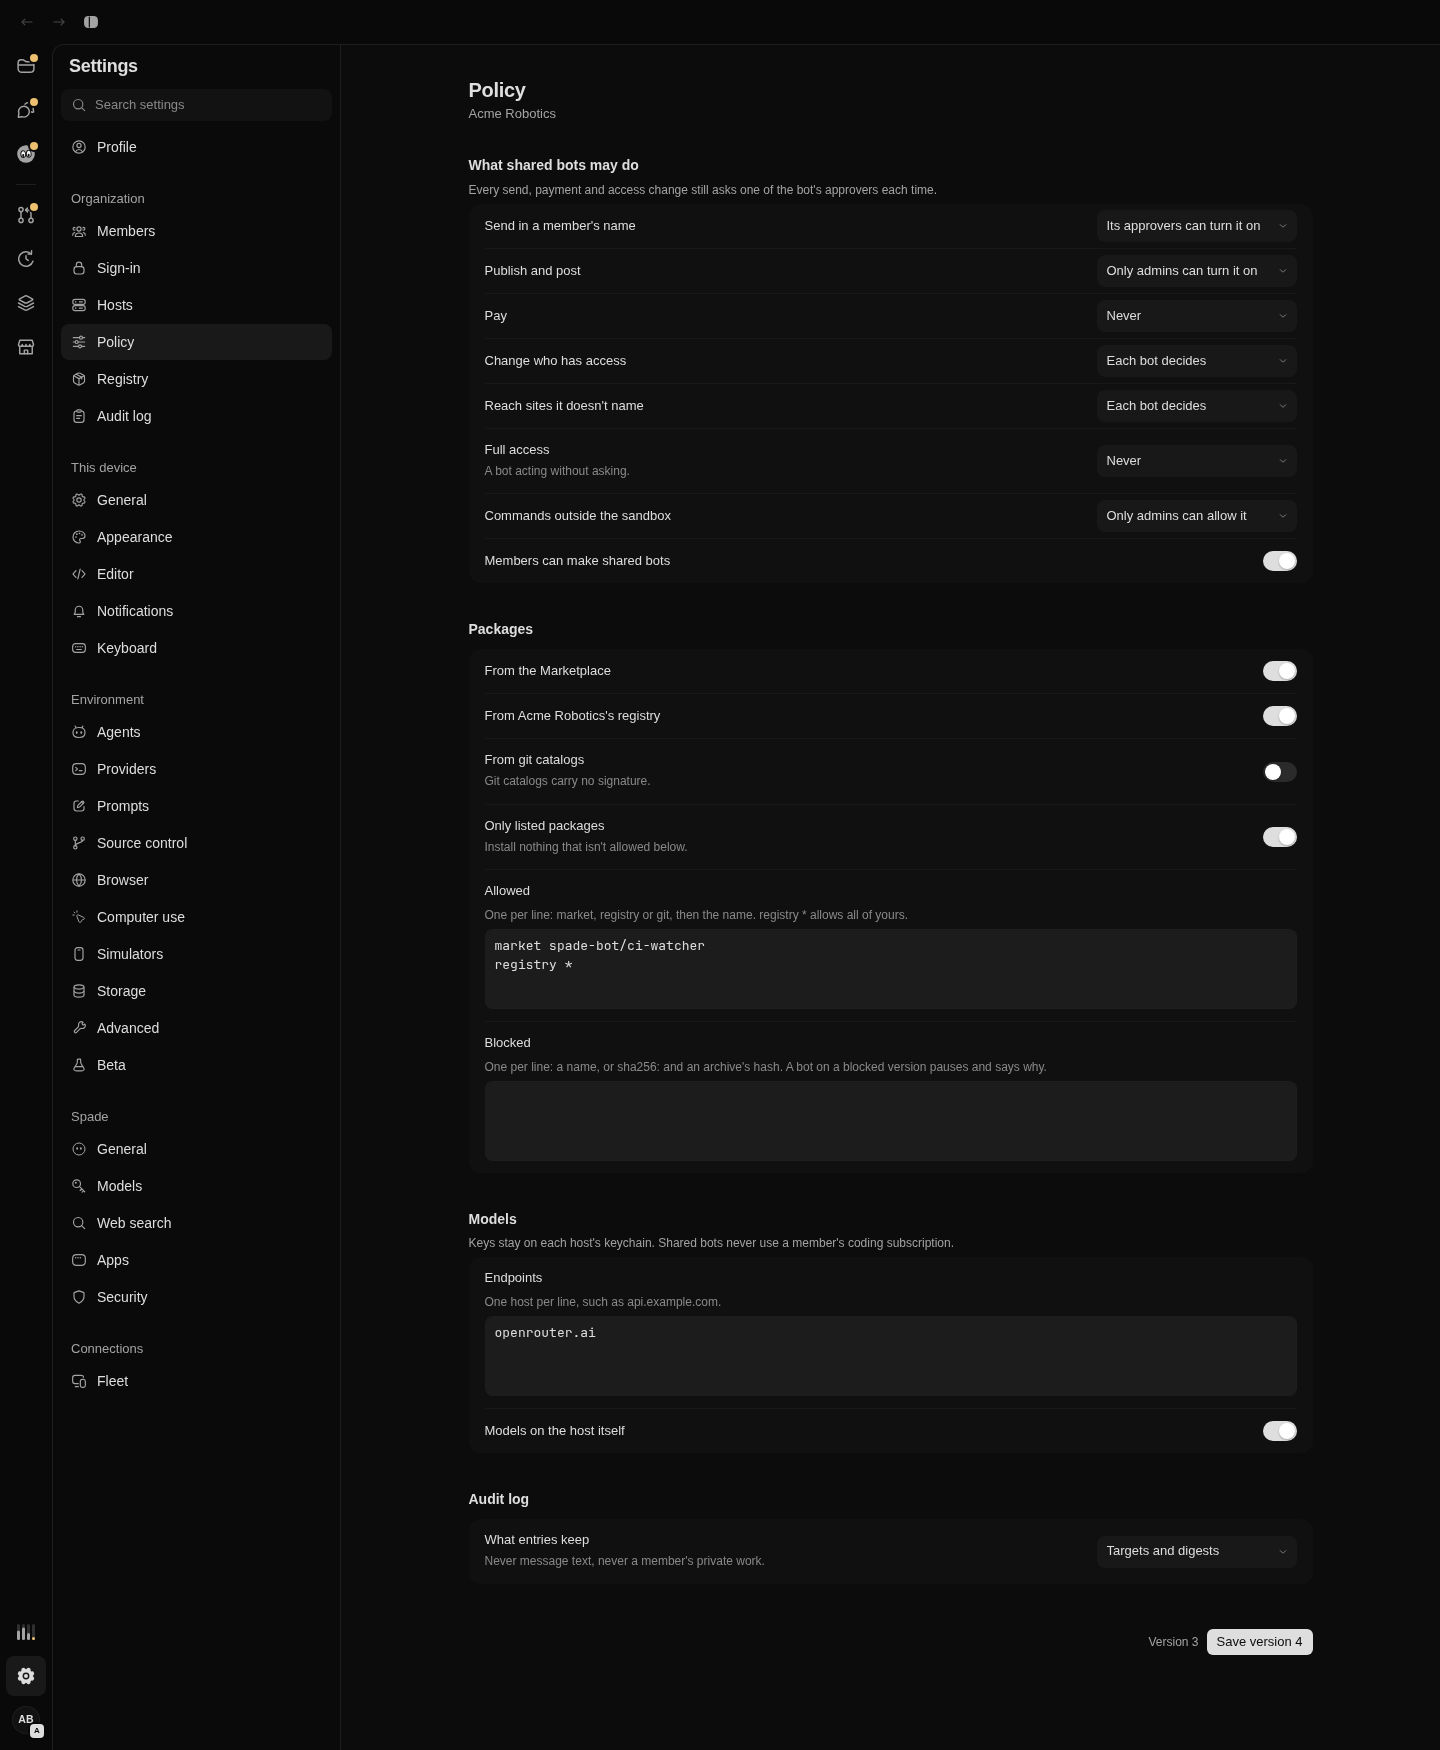 Settings
Search settings
Profile
Organization
Members
Sign-in
Hosts
Policy
Registry
Audit log
This device
General
Appearance
Editor
Notifications
Keyboard
Environment
Agents
Providers
Prompts
Source control
Browser
Computer use
Simulators
Storage
Advanced
Beta
Spade
General
Models
Web search
Apps
Security
Connections
Fleet
AB
A
Policy
Acme Robotics
What shared bots may do
Every send, payment and access change still asks one of the bot's approvers each time.
Send in a member's name
Its approvers can turn it on
Publish and post
Only admins can turn it on
Pay
Never
Change who has access
Each bot decides
Reach sites it doesn't name
Each bot decides
Full access
A bot acting without asking.
Never
Commands outside the sandbox
Only admins can allow it
Members can make shared bots
Packages
From the Marketplace
From Acme Robotics's registry
From git catalogs
Git catalogs carry no signature.
Only listed packages
Install nothing that isn't allowed below.
Allowed
One per line: market, registry or git, then the name. registry * allows all of yours.
market spade-bot/ci-watcher
registry *
Blocked
One per line: a name, or sha256: and an archive's hash. A bot on a blocked version pauses and says why.
Models
Keys stay on each host's keychain. Shared bots never use a member's coding subscription.
Endpoints
One host per line, such as api.example.com.
openrouter.ai
Models on the host itself
Audit log
What entries keep
Never message text, never a member's private work.
Targets and digests
Version 3
Save version 4